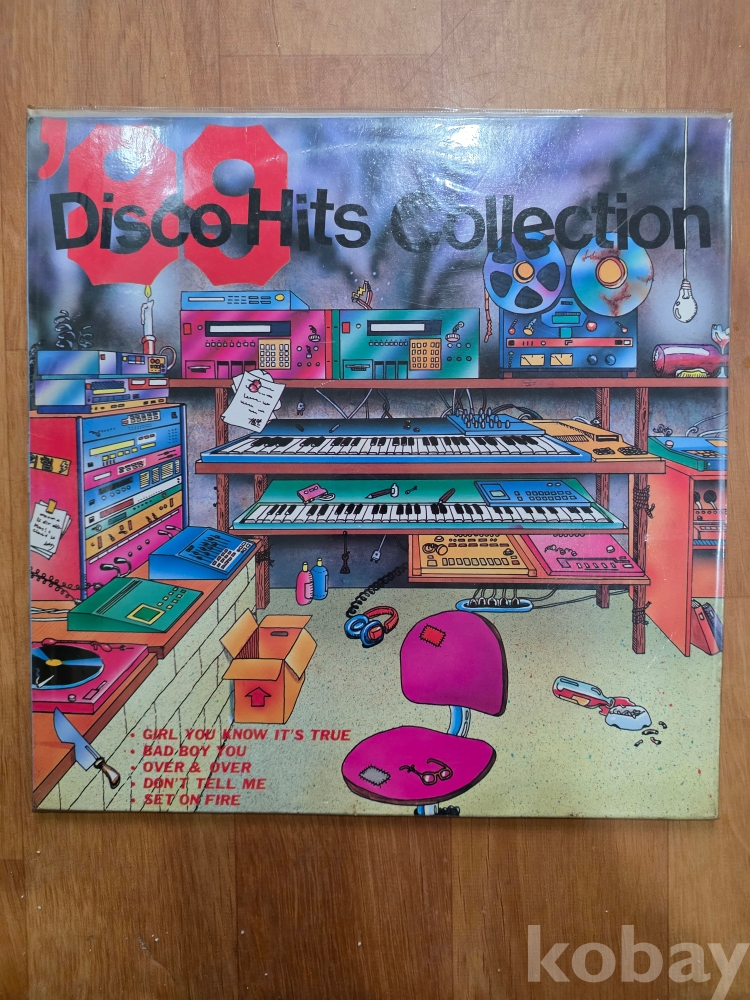 '89
Disco Hits Collection
• GIRL YOU KNOW IT'S TRUE
• BAD BOY YOU
• OVER & OVER
• DON'T TELL ME
• SET ON FIRE
kobay